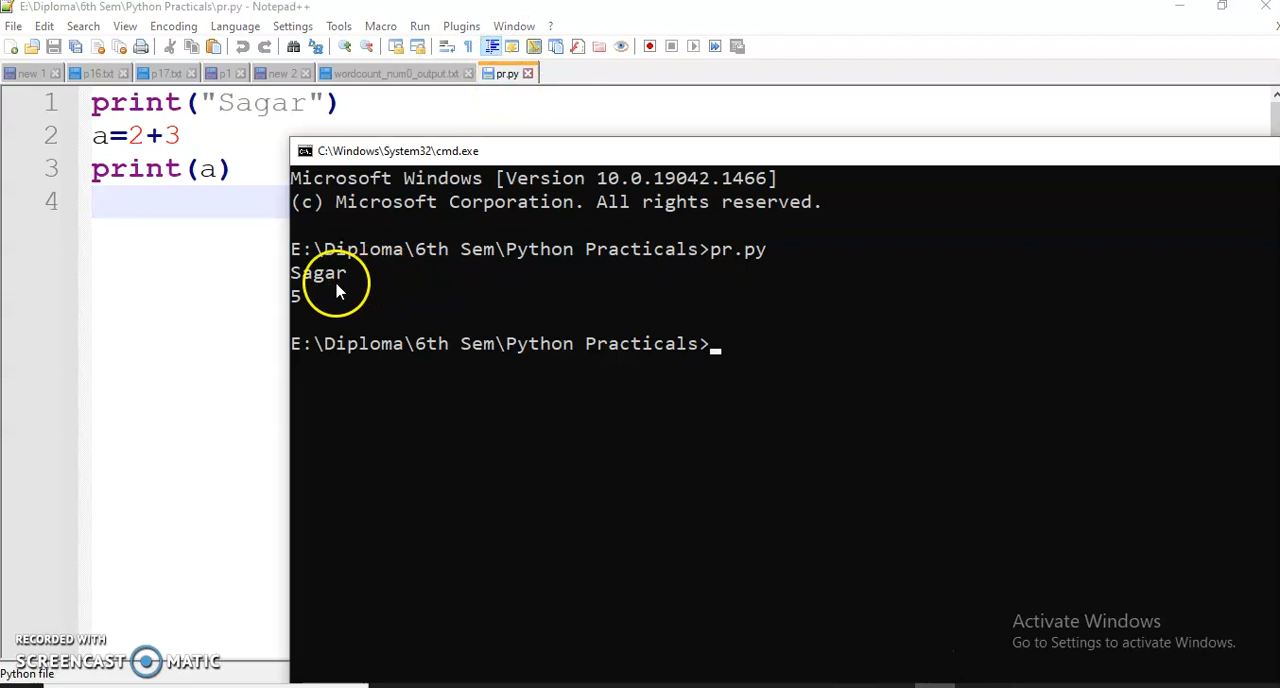 E:\Diploma\6th Sem\Python Practicals\pr.py - Notepad++
File Edit Search View Encoding Language Settings Tools Macro Run Plugins Window ?
new 1 p16.txt p17.txt p1 new 2 wordcount_num0_output.txt pr.py
1 print("Sagar")
2 a=2+3
3 print(a)
4
C:\Windows\System32\cmd.exe
Microsoft Windows [Version 10.0.19042.1466]
(c) Microsoft Corporation. All rights reserved.
E:\Diploma\6th Sem\Python Practicals>pr.py
Sagar
5
E:\Diploma\6th Sem\Python Practicals>
Activate Windows
Go to Settings to activate Windows.
RECORDED WITH
SCREENCAST MATIC
Python file